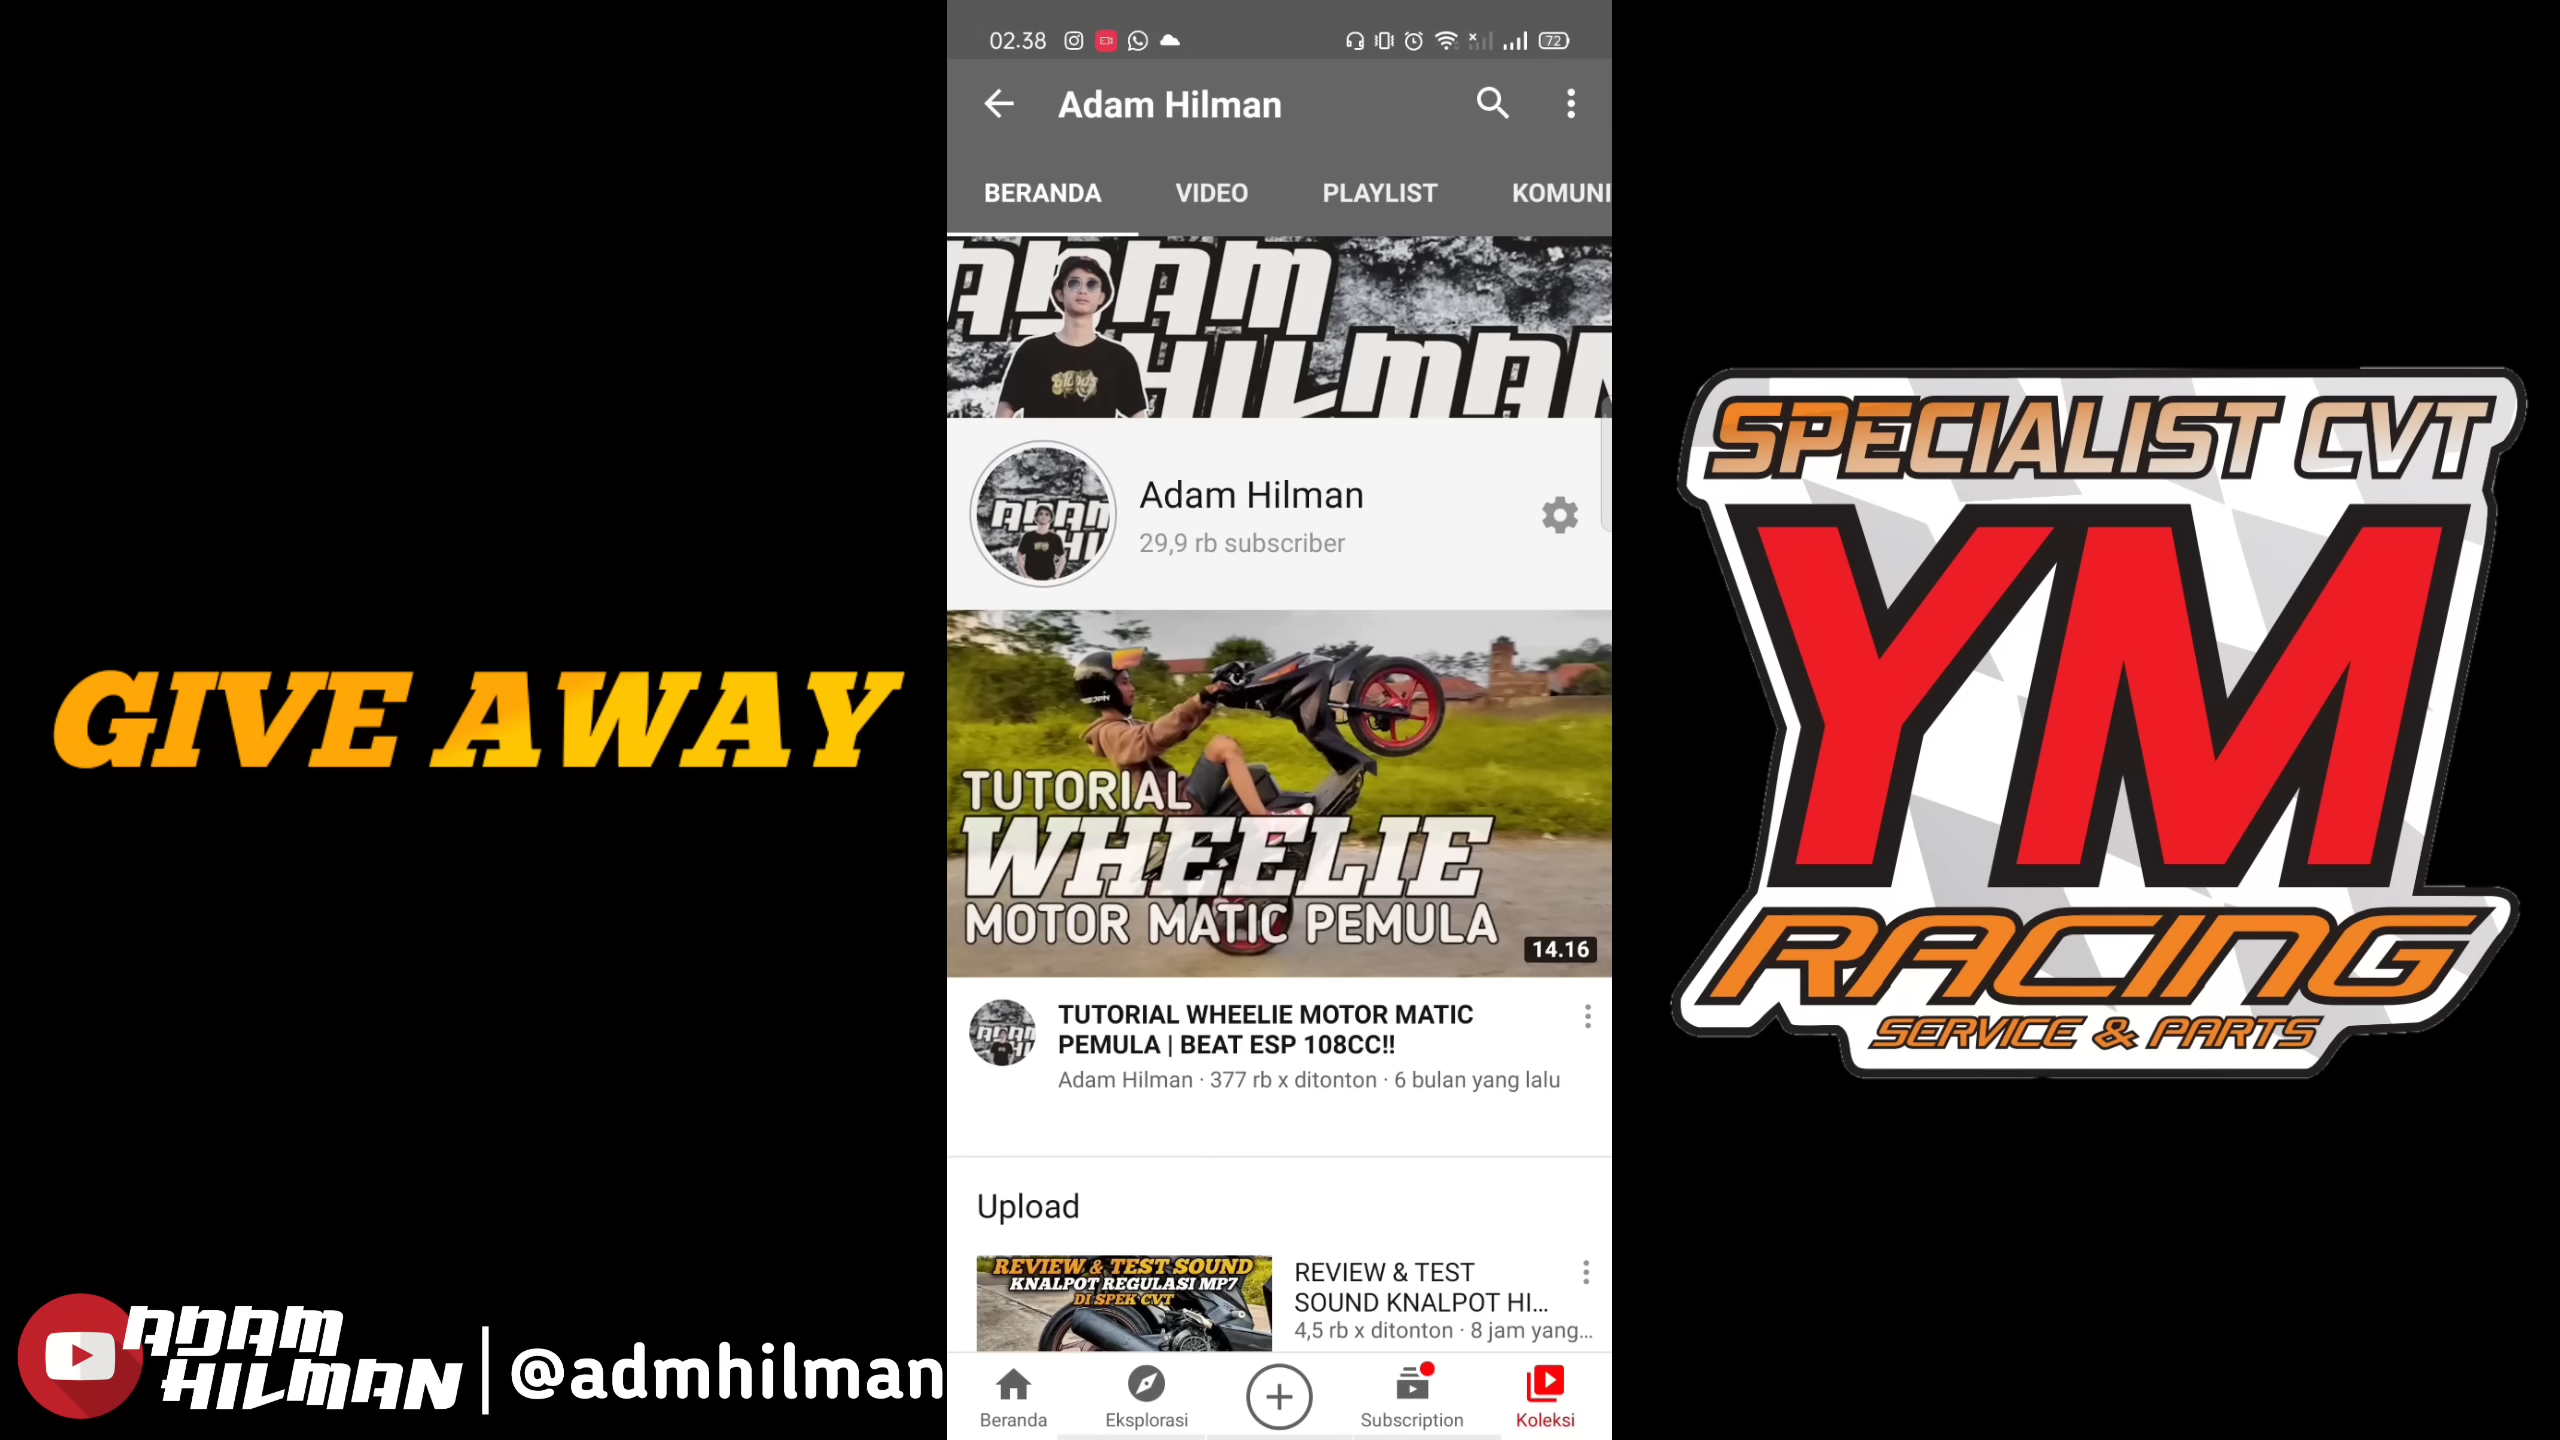 02.38
72
Adam Hilman
BERANDA VIDEO PLAYLIST KOMUNI
ADAM
HILMAN
Adam Hilman
29,9 rb subscriber
TUTORIAL
WHEELIE
MOTOR MATIC PEMULA
14.16
TUTORIAL WHEELIE MOTOR MATIC
PEMULA | BEAT ESP 108CC!!
Adam Hilman · 377 rb x ditonton · 6 bulan yang lalu
Upload
REVIEW & TEST SOUND
KNALPOT REGULASI MP7
DI SPEK CVT
REVIEW & TEST
SOUND KNALPOT HI...
4,5 rb x ditonton · 8 jam yang...
Beranda Eksplorasi Subscription Koleksi
GIVE AWAY
ADAM
HILMAN
@admhilman
SPECIALIST CVT
YM
RACING
SERVICE & PARTS